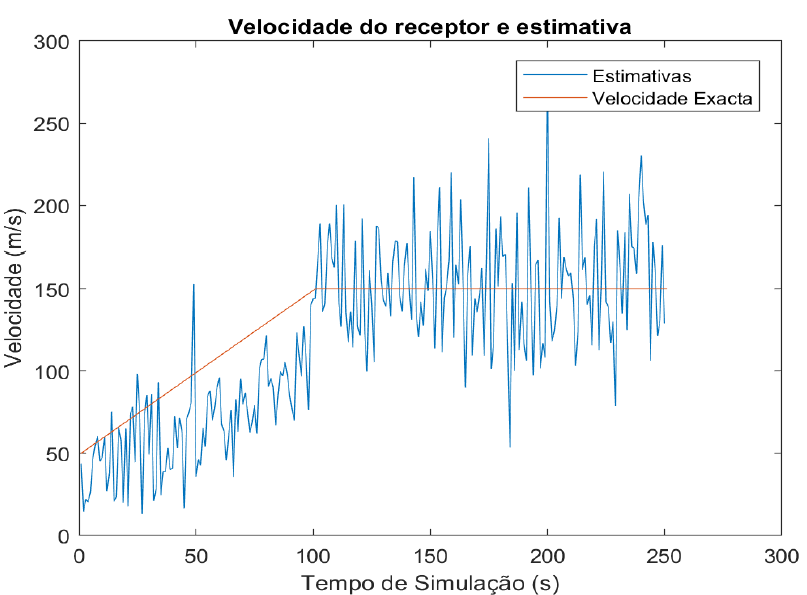 Velocidade do receptor e estimativa
Estimativas
Velocidade Exacta
Velocidade (m/s)
300
250
200
150
100
50
0
0 50 100 150 200 250 300
Tempo de Simulação (s)